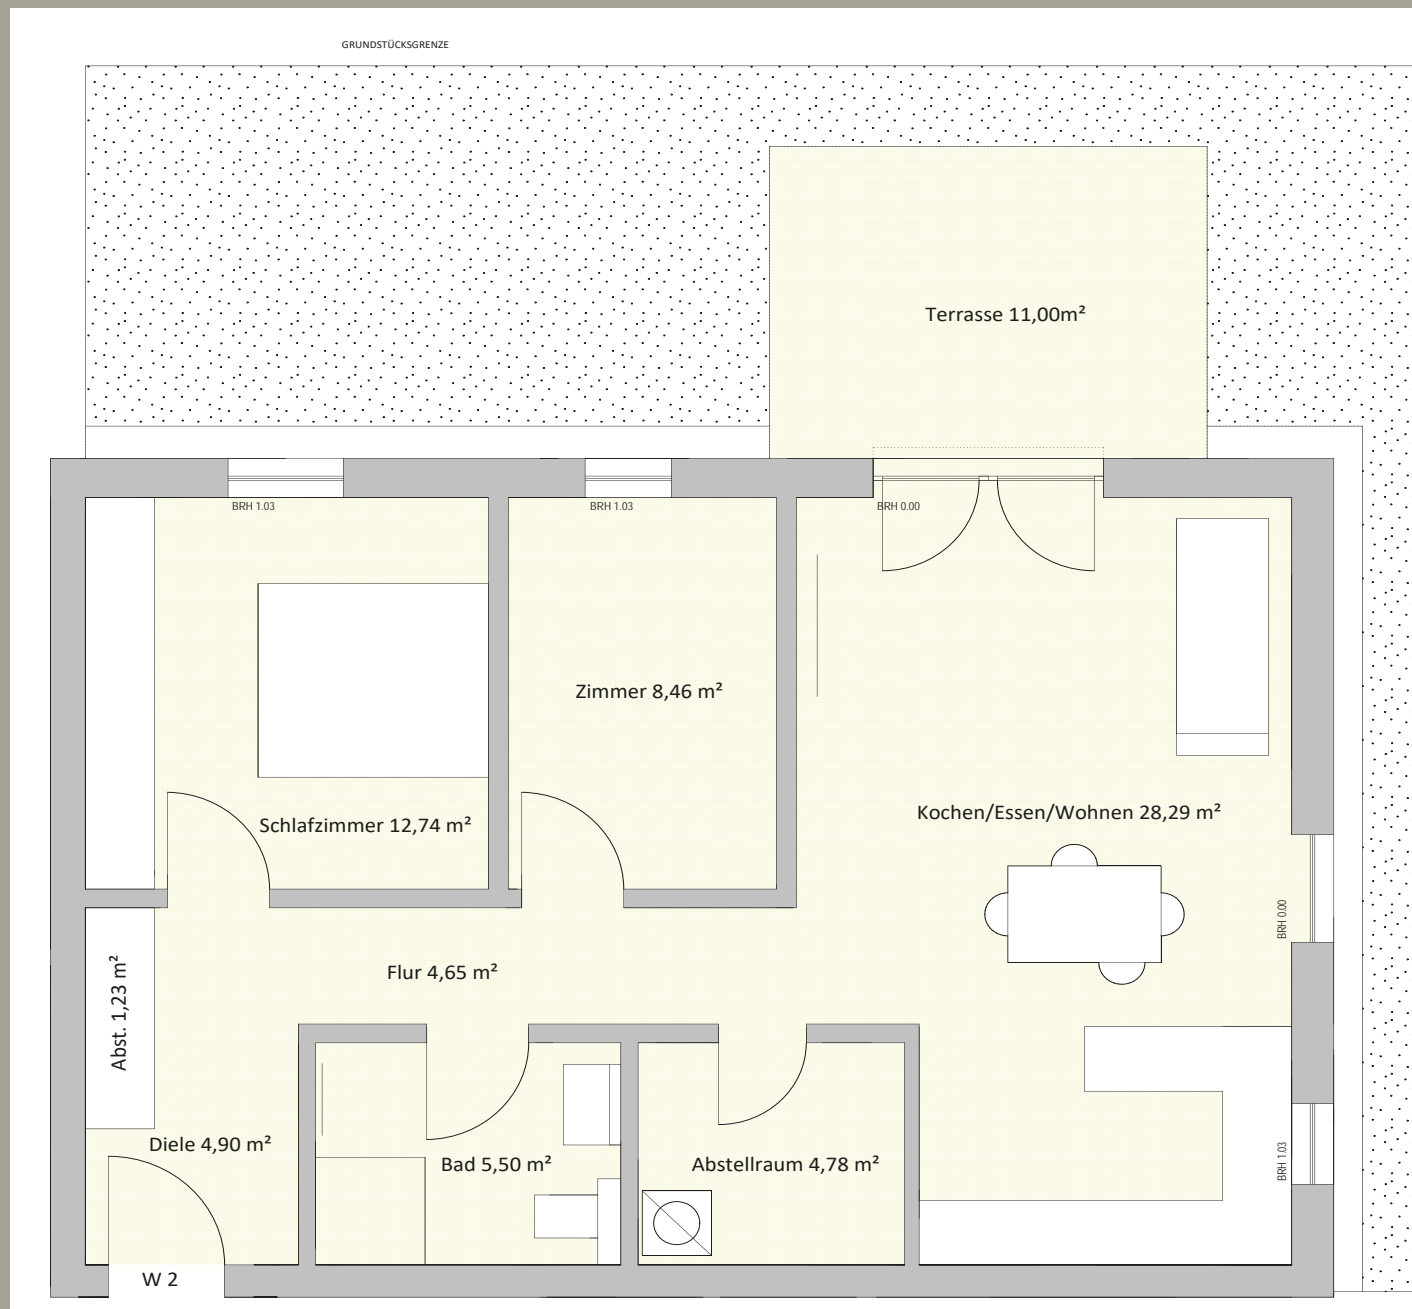 GRUNDSTÜCKSGRENZE
Terrasse 11,00m²
BRH 1.03
BRH 1.03
BRH 0.00
Zimmer 8,46 m²
Kochen/Essen/Wohnen 28,29 m²
Schlafzimmer 12,74 m²
BRH 0.00
Flur 4,65 m²
Abst. 1,23 m²
Diele 4,90 m²
Bad 5,50 m²
Abstellraum 4,78 m²
BRH 1.03
W 2